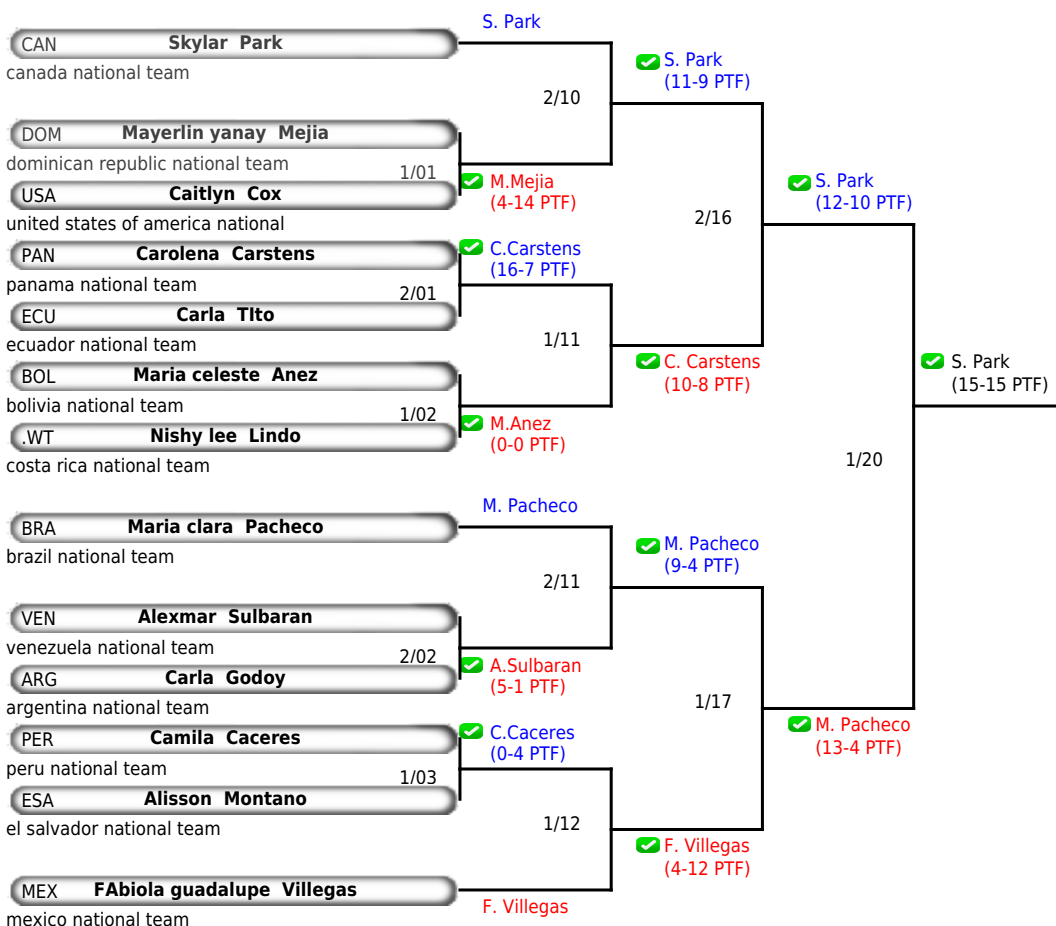 S. Park
CAN Skylar Park
canada national team
S. Park
(11-9 PTF)
2/10
DOM Mayerlin yanay Mejia
dominican republic national team
1/01
M.Mejia
(4-14 PTF)
USA Caitlyn Cox
united states of america national
S. Park
(12-10 PTF)
2/16
PAN Carolena Carstens
panama national team
C.Carstens
(16-7 PTF)
2/01
ECU Carla TIto
ecuador national team
1/11
C. Carstens
(10-8 PTF)
BOL Maria celeste Anez
bolivia national team
1/02
M.Anez
(0-0 PTF)
.WT Nishy lee Lindo
costa rica national team
S. Park
(15-15 PTF)
1/20
M. Pacheco
BRA Maria clara Pacheco
brazil national team
M. Pacheco
(9-4 PTF)
2/11
VEN Alexmar Sulbaran
venezuela national team
2/02
A.Sulbaran
(5-1 PTF)
ARG Carla Godoy
argentina national team
1/17
M. Pacheco
(13-4 PTF)
PER Camila Caceres
peru national team
C.Caceres
(0-4 PTF)
1/03
ESA Alisson Montano
el salvador national team
1/12
F. Villegas
(4-12 PTF)
MEX FAbiola guadalupe Villegas
mexico national team
F. Villegas